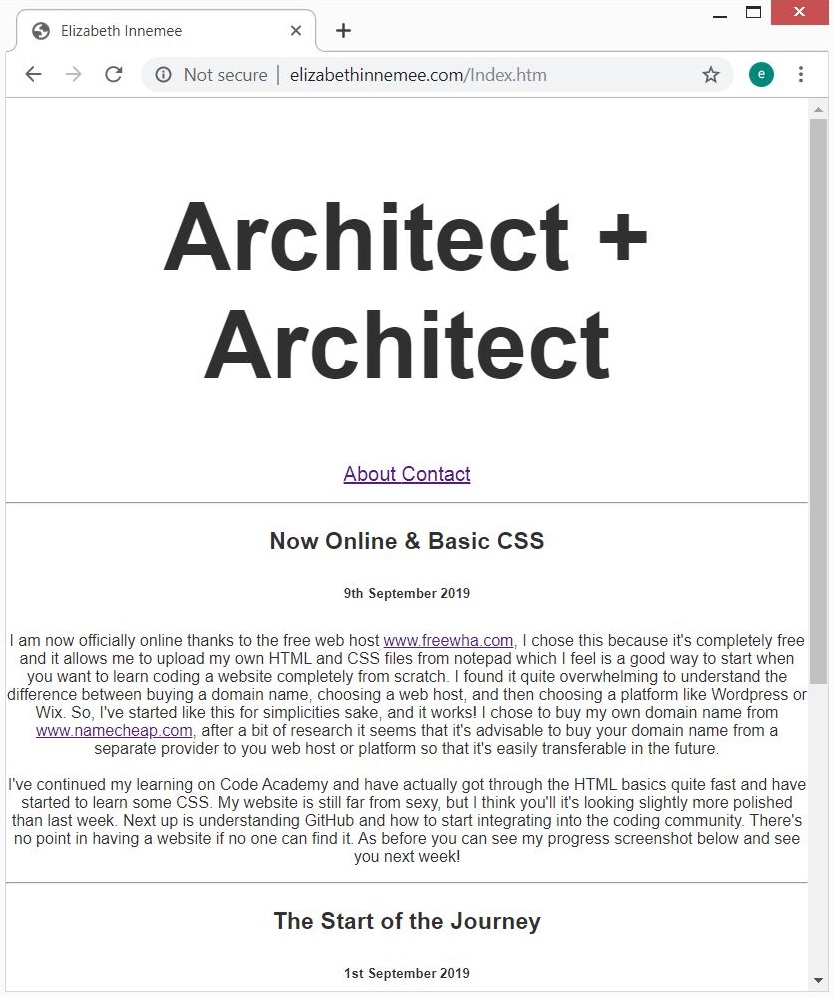 Elizabeth Innemee
Not secure | elizabethinnemee.com/Index.htm
e
Architect +
Architect
About Contact
Now Online & Basic CSS
9th September 2019
I am now officially online thanks to the free web host www.freewha.com, I chose this because it's completely free
and it allows me to upload my own HTML and CSS files from notepad which I feel is a good way to start when
you want to learn coding a website completely from scratch. I found it quite overwhelming to understand the
difference between buying a domain name, choosing a web host, and then choosing a platform like Wordpress or
Wix. So, I've started like this for simplicities sake, and it works! I chose to buy my own domain name from
www.namecheap.com, after a bit of research it seems that it's advisable to buy your domain name from a
separate provider to you web host or platform so that it's easily transferable in the future.
I've continued my learning on Code Academy and have actually got through the HTML basics quite fast and have
started to learn some CSS. My website is still far from sexy, but I think you'll it's looking slightly more polished
than last week. Next up is understanding GitHub and how to start integrating into the coding community. There's
no point in having a website if no one can find it. As before you can see my progress screenshot below and see
you next week!
The Start of the Journey
1st September 2019